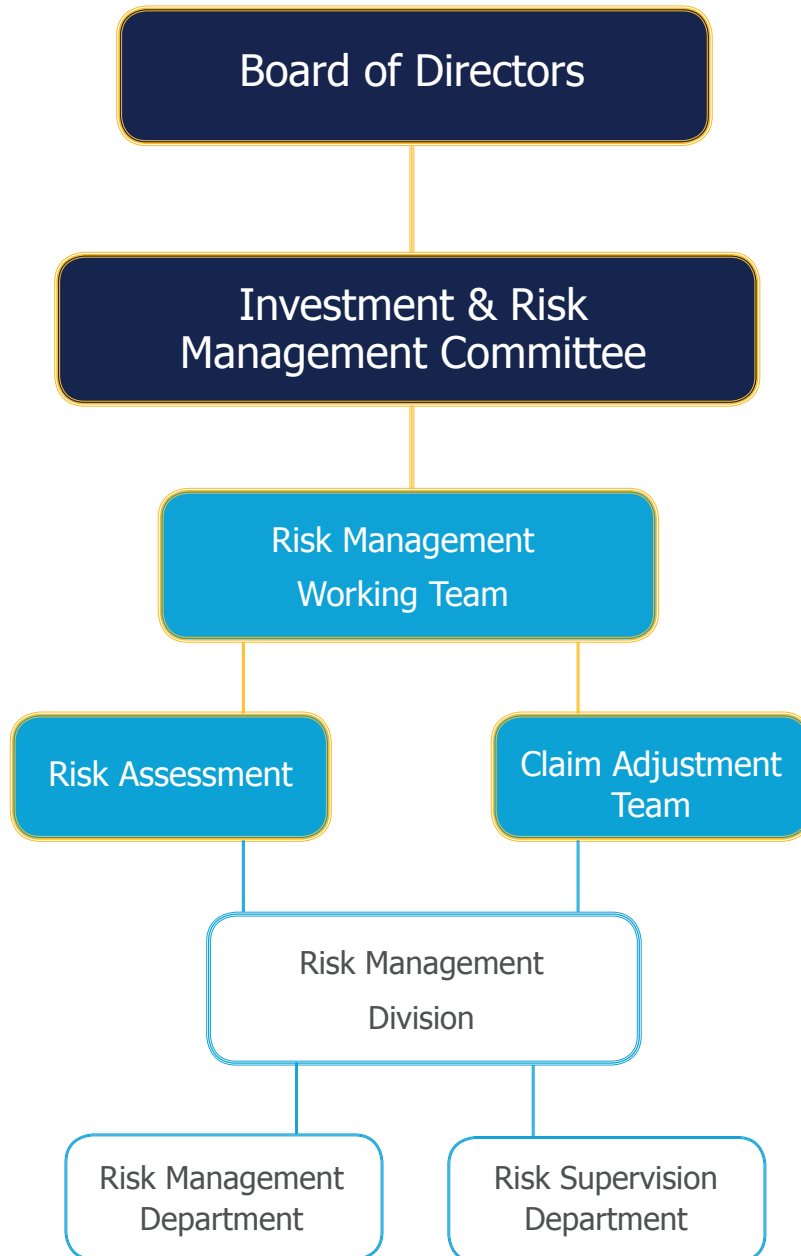 Board of Directors
Investment & Risk
Management Committee
Risk Management
Working Team
Risk Assessment
Claim Adjustment
Team
Risk Management
Division
Risk Management
Department
Risk Supervision
Department